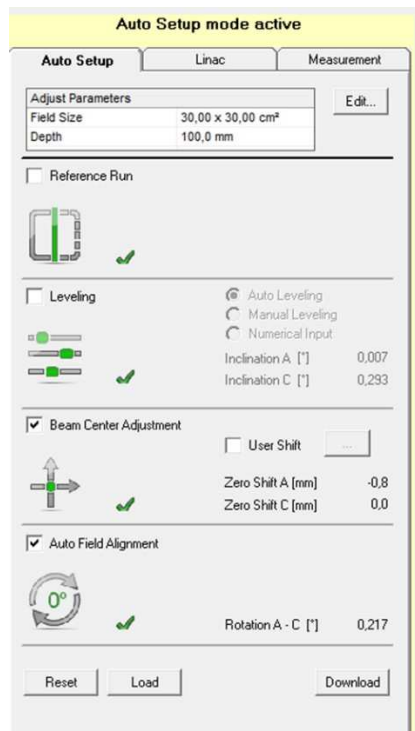 Auto Setup mode active
Auto Setup Linac Measurement
Adjust Parameters
Edit...
Field Size 30,00 x 30,00 cm²
Depth 100,0 mm
Reference Run
Leveling
Auto Leveling
Manual Leveling
Numerical Input
Inclination A [°] 0,007
Inclination C [°] 0,293
Beam Center Adjustment
User Shift ...
Zero Shift A [mm] -0,8
Zero Shift C [mm] 0,0
Auto Field Alignment
0°
Rotation A - C [°] 0,217
Reset Load Download